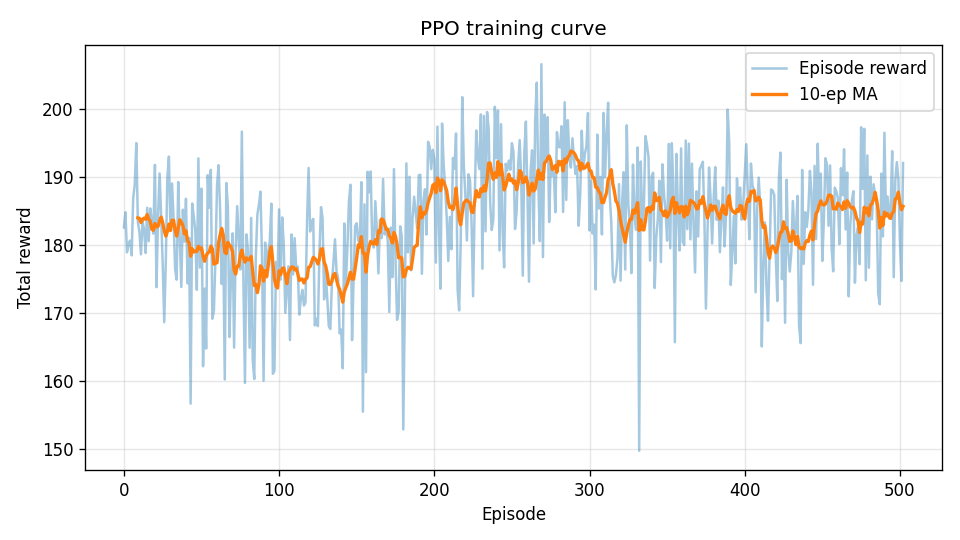 PPO training curve
Episode reward
10-ep MA
Total reward
200
190
180
170
160
150
0 100 200 300 400 500
Episode